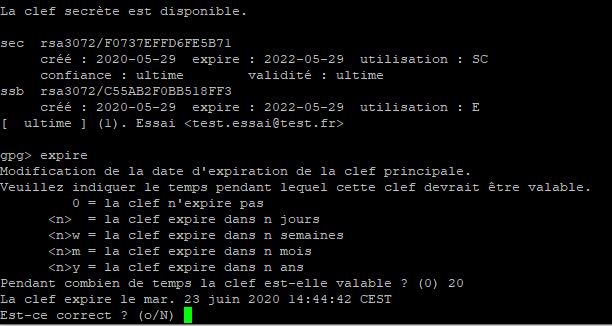 La clef secrète est disponible.
sec  rsa3072/F0737EFFD6FE5B71
créé : 2020-05-29  expire : 2022-05-29  utilisation : SC
confiance : ultime        validité : ultime
ssb  rsa3072/C55AB2F0BB518FF3
créé : 2020-05-29  expire : 2022-05-29  utilisation : E
[  ultime ] (1). Essai <test.essai@test.fr>
gpg> expire
Modification de la date d'expiration de la clef principale.
Veuillez indiquer le temps pendant lequel cette clef devrait être valable.
0 = la clef n'expire pas
<n>  = la clef expire dans n jours
<n>w = la clef expire dans n semaines
<n>m = la clef expire dans n mois
<n>y = la clef expire dans n ans
Pendant combien de temps la clef est-elle valable ? (0) 20
La clef expire le mar. 23 juin 2020 14:44:42 CEST
Est-ce correct ? (o/N)